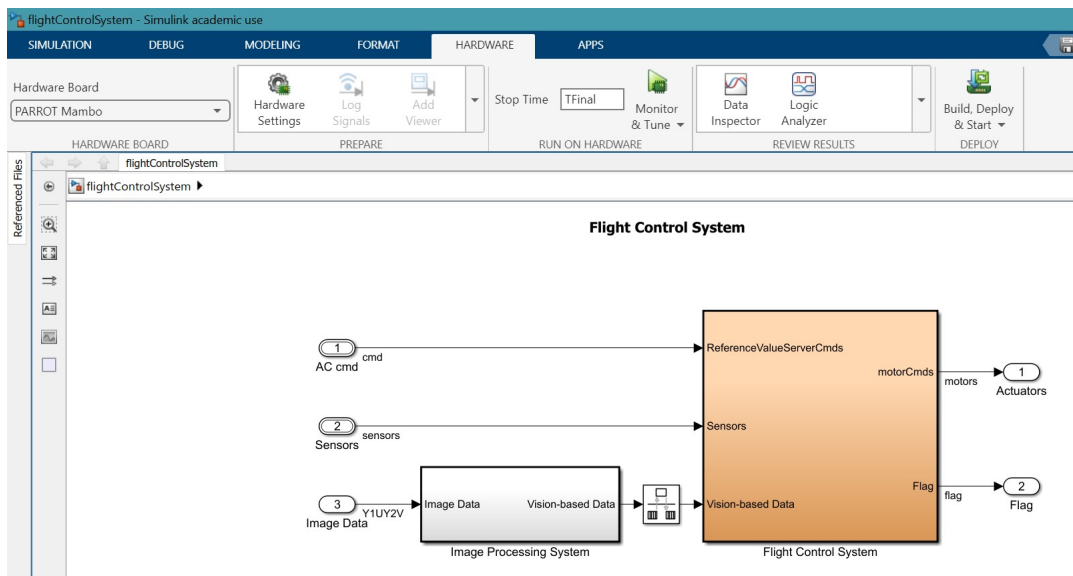 flightControlSystem - Simulink academic use
SIMULATION DEBUG MODELING FORMAT HARDWARE APPS
Hardware Board
PARROT Mambo
Hardware
Settings
Log
Signals
Add
Viewer
Stop Time TFinal
Monitor
& Tune
Data
Inspector
Logic
Analyzer
Build, Deploy
& Start
HARDWARE BOARD PREPARE RUN ON HARDWARE REVIEW RESULTS DEPLOY
Referenced Files
flightControlSystem
flightControlSystem
Flight Control System
1
AC cmd
cmd
2
Sensors
sensors
3
Image Data
Y1UY2V
Image Data Vision-based Data
Image Processing System
ReferenceValueServerCmds
Sensors
Vision-based Data
motorCmds
Flag
Flight Control System
motors
1
Actuators
flag
2
Flag